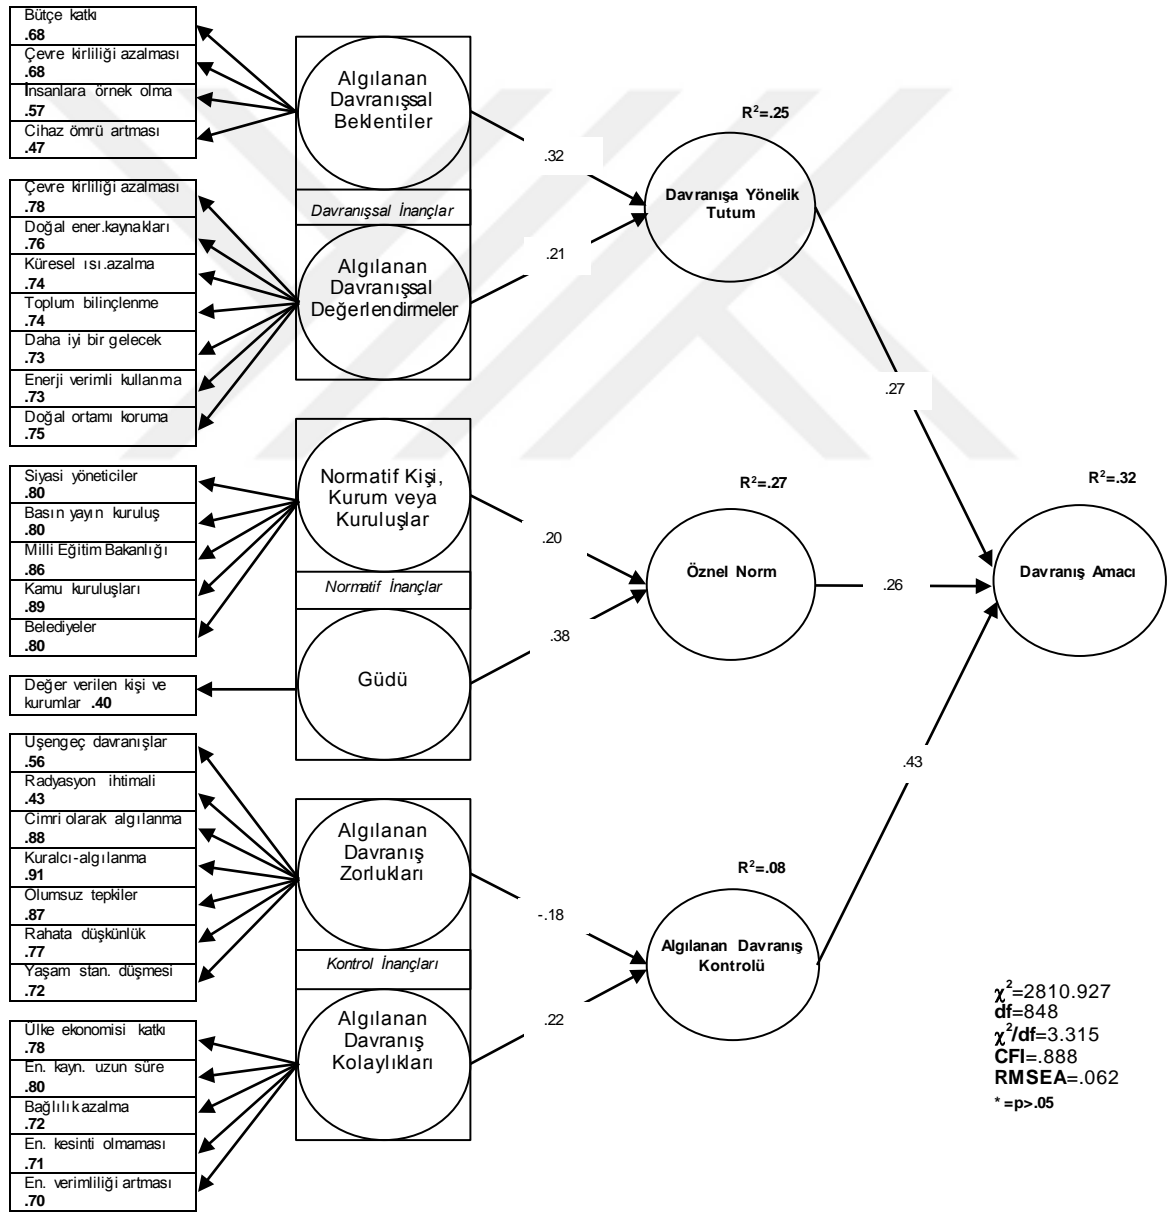 Bütçe katkı
.68
Çevre kirliliği azalması
.68
İnsanlara örnek olma
.57
Cihaz ömrü artması
.47
Çevre kirliliği azalması
.78
Doğal ener.kaynakları
.76
Küresel ısı.azalma
.74
Toplum bilinçlenme
.74
Daha iyi bir gelecek
.73
Enerji verimli kullanma
.73
Doğal ortamı koruma
.75
Siyasi yöneticiler
.80
Basın yayın kuruluş
.80
Milli Eğitim Bakanlığı
.86
Kamu kuruluşları
.89
Belediyeler
.80
Değer verilen kişi ve
kurumlar .40
Üşengeç davranışlar
.56
Radyasyon ihtimali
.43
Cimri olarak algılanma
.88
Kuralcı-algılanma
.91
Olumsuz tepkiler
.87
Rahata düşkünlük
.77
Yaşam stan. düşmesi
.72
Ülke ekonomisi katkı
.78
En. kayn. uzun süre
.80
Bağlılık azalma
.72
En. kesinti olmaması
.71
En. verimliliği artması
.70
Algılanan
Davranışsal
Beklentiler
Davranışsal İnançlar
Algılanan
Davranışsal
Değerlendirmeler
Normatif Kişi,
Kurum veya
Kuruluşlar
Normatif İnançlar
Güdü
Algılanan
Davranış
Zorlukları
Kontrol İnançları
Algılanan
Davranış
Kolaylıkları
.32
.21
.20
.38
-.18
.22
R²=.25
Davranışa Yönelik
Tutum
R²=.27
Öznel Norm
R²=.08
Algılanan Davranış
Kontrolü
.27
.26
.43
R²=.32
Davranış Amacı
χ²=2810.927
df=848
χ²/df=3.315
CFI=.888
RMSEA=.062
* =p>.05